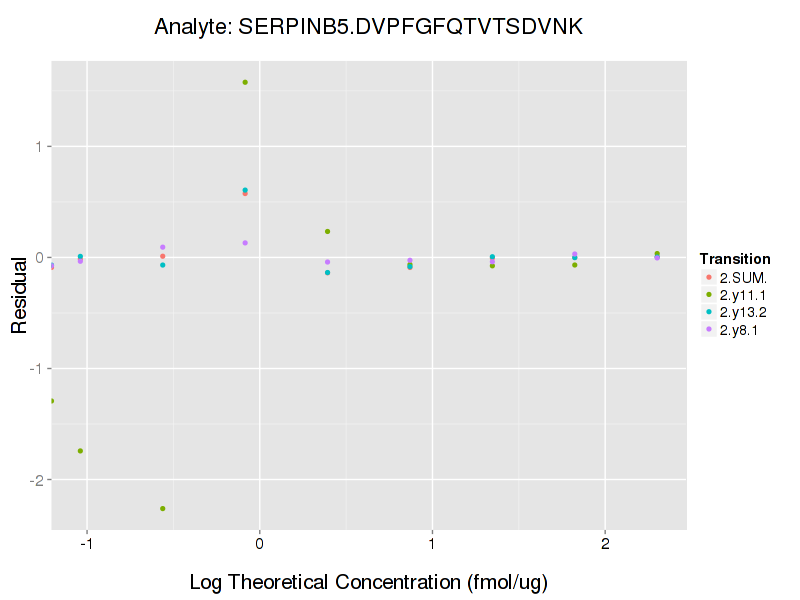 Analyte: SERPINB5.DVPFGFQTVTSDVNK
Residual
1
0
-1
-2
-1
0
1
2
Log Theoretical Concentration (fmol/ug)
Transition
2.SUM.
2.y11.1
2.y13.2
2.y8.1